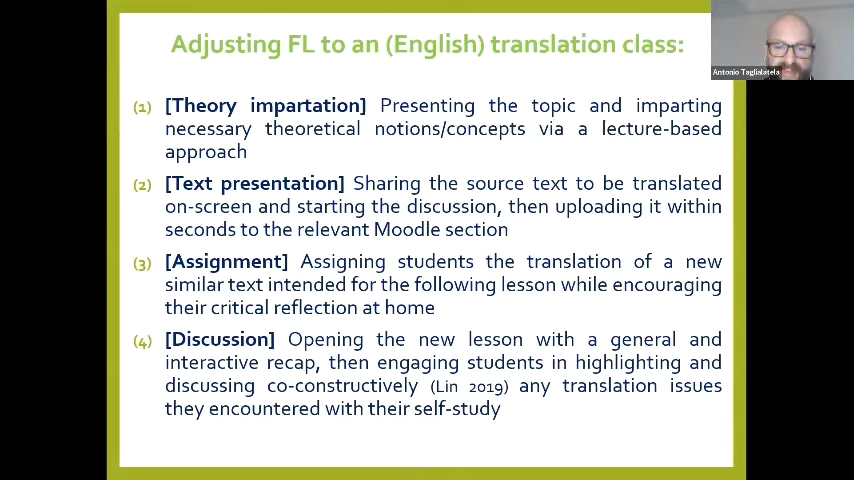 Adjusting FL to an (English) translation class:
Antonio Taglialatela
(1) [Theory impartation] Presenting the topic and imparting
necessary theoretical notions/concepts via a lecture-based
approach
(2) [Text presentation] Sharing the source text to be translated
on-screen and starting the discussion, then uploading it within
seconds to the relevant Moodle section
(3) [Assignment] Assigning students the translation of a new
similar text intended for the following lesson while encouraging
their critical reflection at home
(4) [Discussion] Opening the new lesson with a general and
interactive recap, then engaging students in highlighting and
discussing co-constructively (Lin 2019) any translation issues
they encountered with their self-study